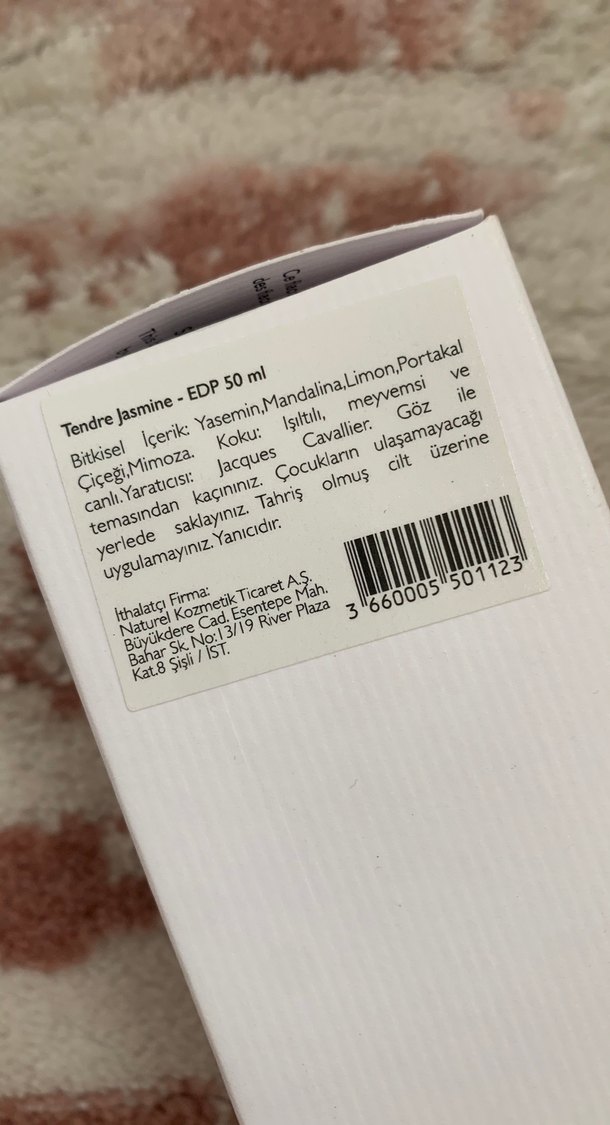 Tendre Jasmine - EDP 50 ml
Bitkisel İçerik: Yasemin,Mandalina,Limon,Portakal
Çiçeği,Mimoza. Koku: Işıltılı, meyvemsi ve
canlı.Yaratıcısı: Jacques Cavallier. Göz ile
temasından kaçınınız. Çocukların ulaşamayacağı
yerlede saklayınız. Tahriş olmuş cilt üzerine
uygulamayınız.Yanıcıdır.
İthalatçı Firma:
Naturel Kozmetik Ticaret A.Ş.
Büyükdere Cad. Esentepe Mah.
Bahar Sk. No:13/19 River Plaza
Kat.8 Şişli / İST.
3 660005 501123